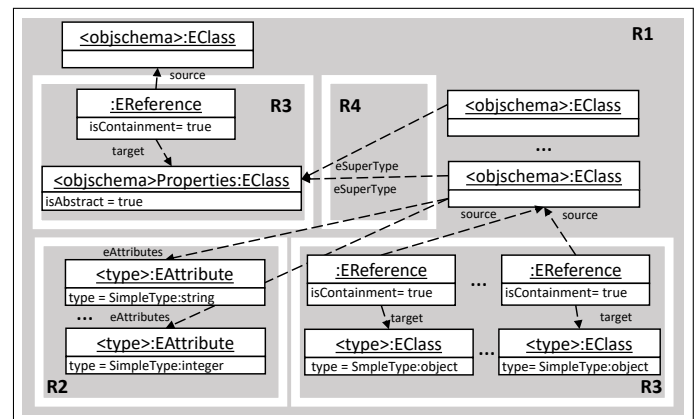 <objschema>:EClass
R1
source
:EReference
isContainment= true
R3
R4
<objschema>:EClass
target
...
eSuperType
<objschema>Properties:EClass
isAbstract = true
eSuperType
<objschema>:EClass
source
source
eAttributes
<type>:EAttribute
type = SimpleType:string
...
eAttributes
<type>:EAttribute
type = SimpleType:integer
R2
:EReference
isContainment= true
...
:EReference
isContainment= true
target
target
<type>:EClass
type = SmpleType:object
...
<type>:EClass
type= SmpleType:object
R3